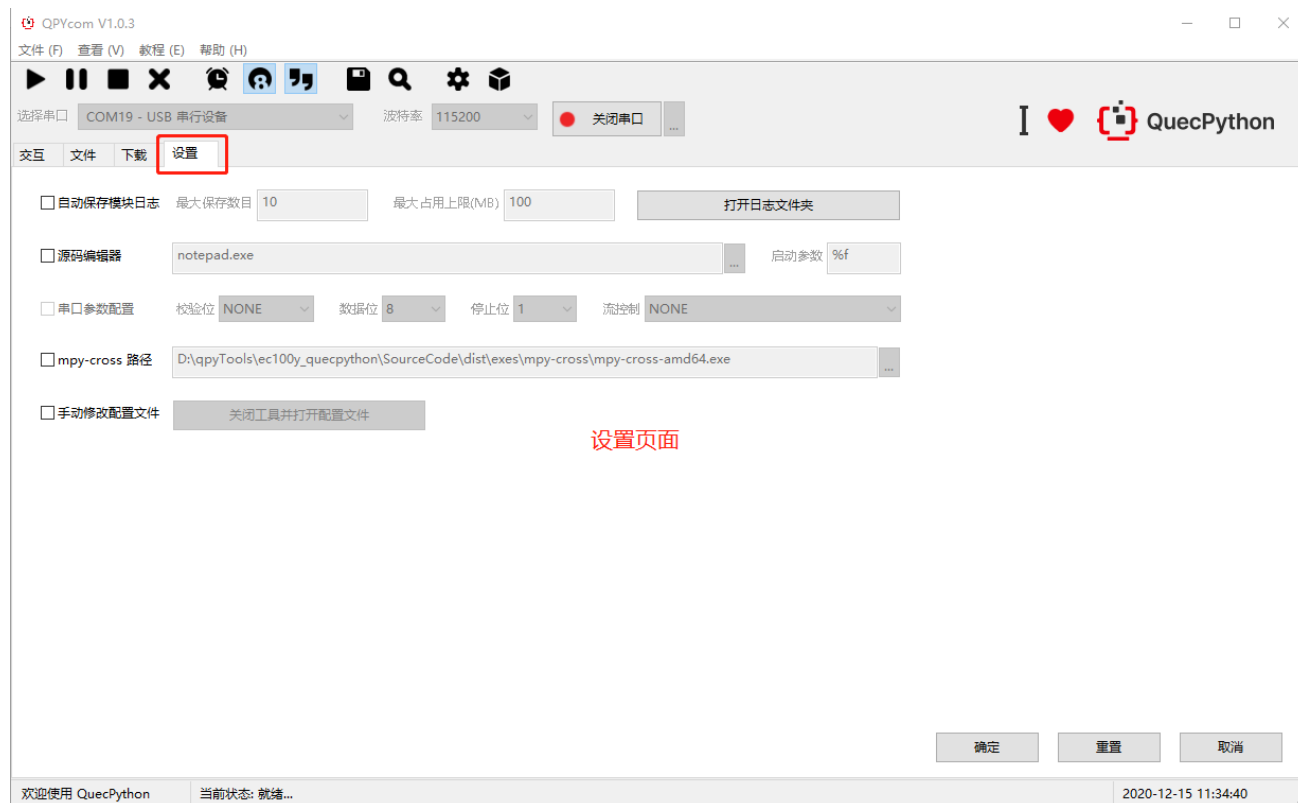 QPYcom V1.0.3
文件 (F) 查看 (V) 教程 (E) 帮助 (H)
选择串口 COM19 - USB 串行设备 波特率 115200 关闭串口 ... I QuecPython
交互 文件 下载 设置
自动保存模块日志 最大保存数目 10 最大占用上限(MB) 100 打开日志文件夹
源码编辑器 notepad.exe ... 启动参数 %f
串口参数配置 校验位 NONE 数据位 8 停止位 1 流控制 NONE
mpy-cross 路径 D:\qpyTools\ec100y_quecpython\SourceCode\dist\exes\mpy-cross\mpy-cross-amd64.exe ...
手动修改配置文件 关闭工具并打开配置文件
设置页面
确定 重置 取消
欢迎使用 QuecPython 当前状态: 就绪... 2020-12-15 11:34:40